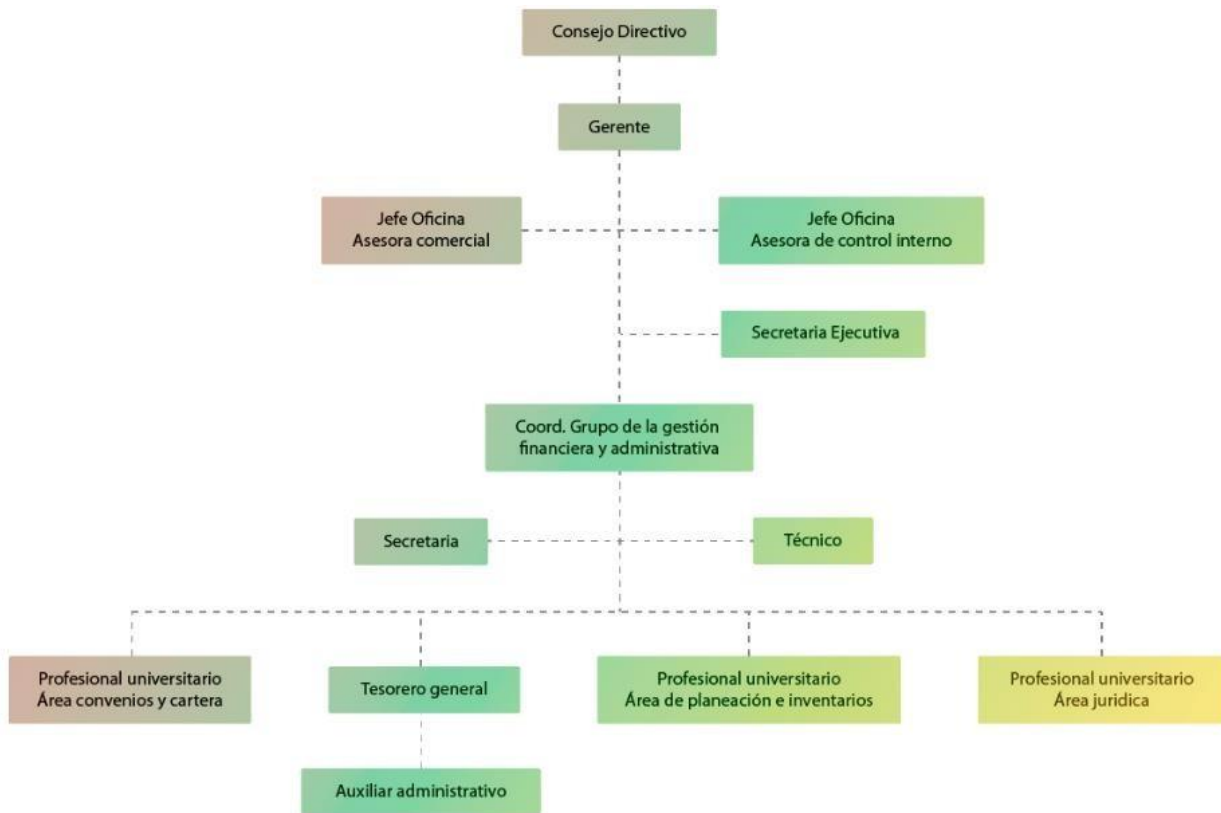 Consejo Directivo
Gerente
Jefe Oficina
Asesora comercial
Jefe Oficina
Asesora de control interno
Secretaria Ejecutiva
Coord. Grupo de la gestión
financiera y administrativa
Secretaria
Técnico
Profesional universitario
Área convenios y cartera
Tesorero general
Profesional universitario
Área de planeación e inventarios
Profesional universitario
Área juridica
Auxiliar administrativo